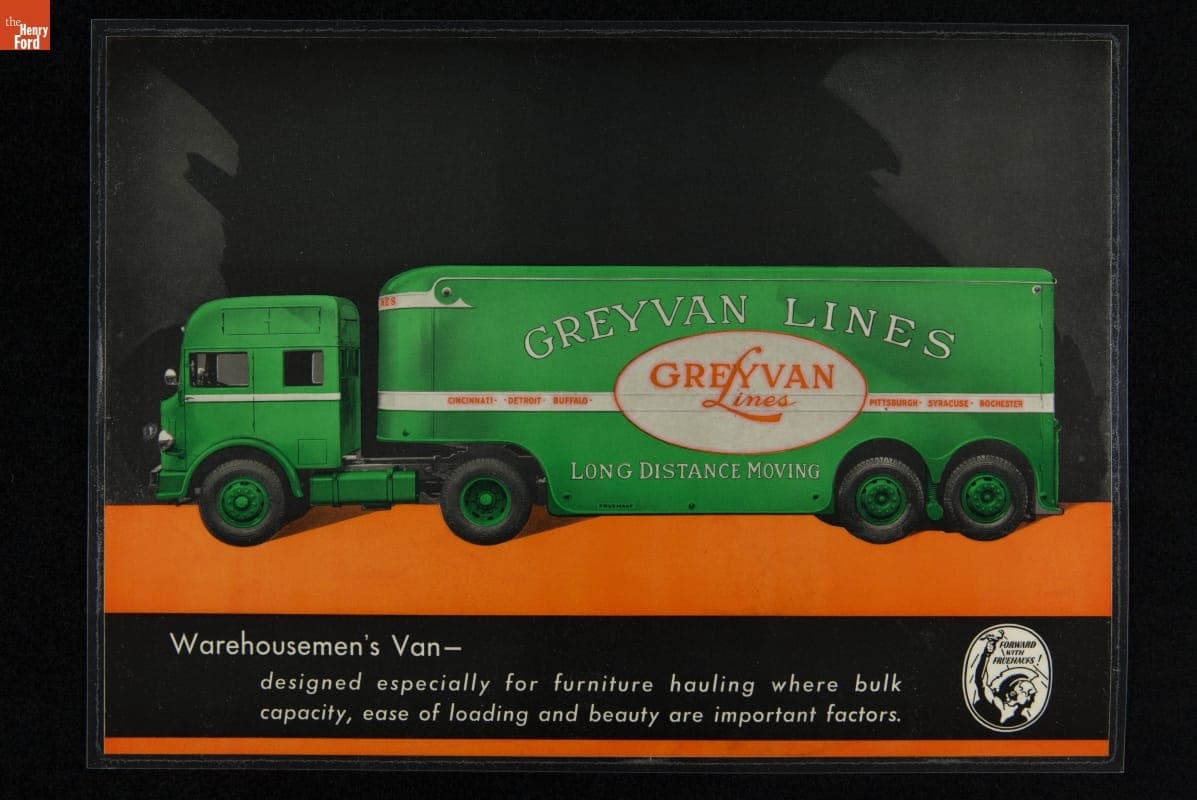 the
Henry
Ford
NES
GREYVAN LINES
GREYVAN
Lines
CINCINNATI- -DETROIT- BUFFALO-
PITTSBURGH- SYRACUSE- ROCHESTER
LONG DISTANCE MOVING
FRUEHAUF
Warehousemen's Van—
designed especially for furniture hauling where bulk
capacity, ease of loading and beauty are important factors.
FORWARD
WITH
FRUEHAUFS!